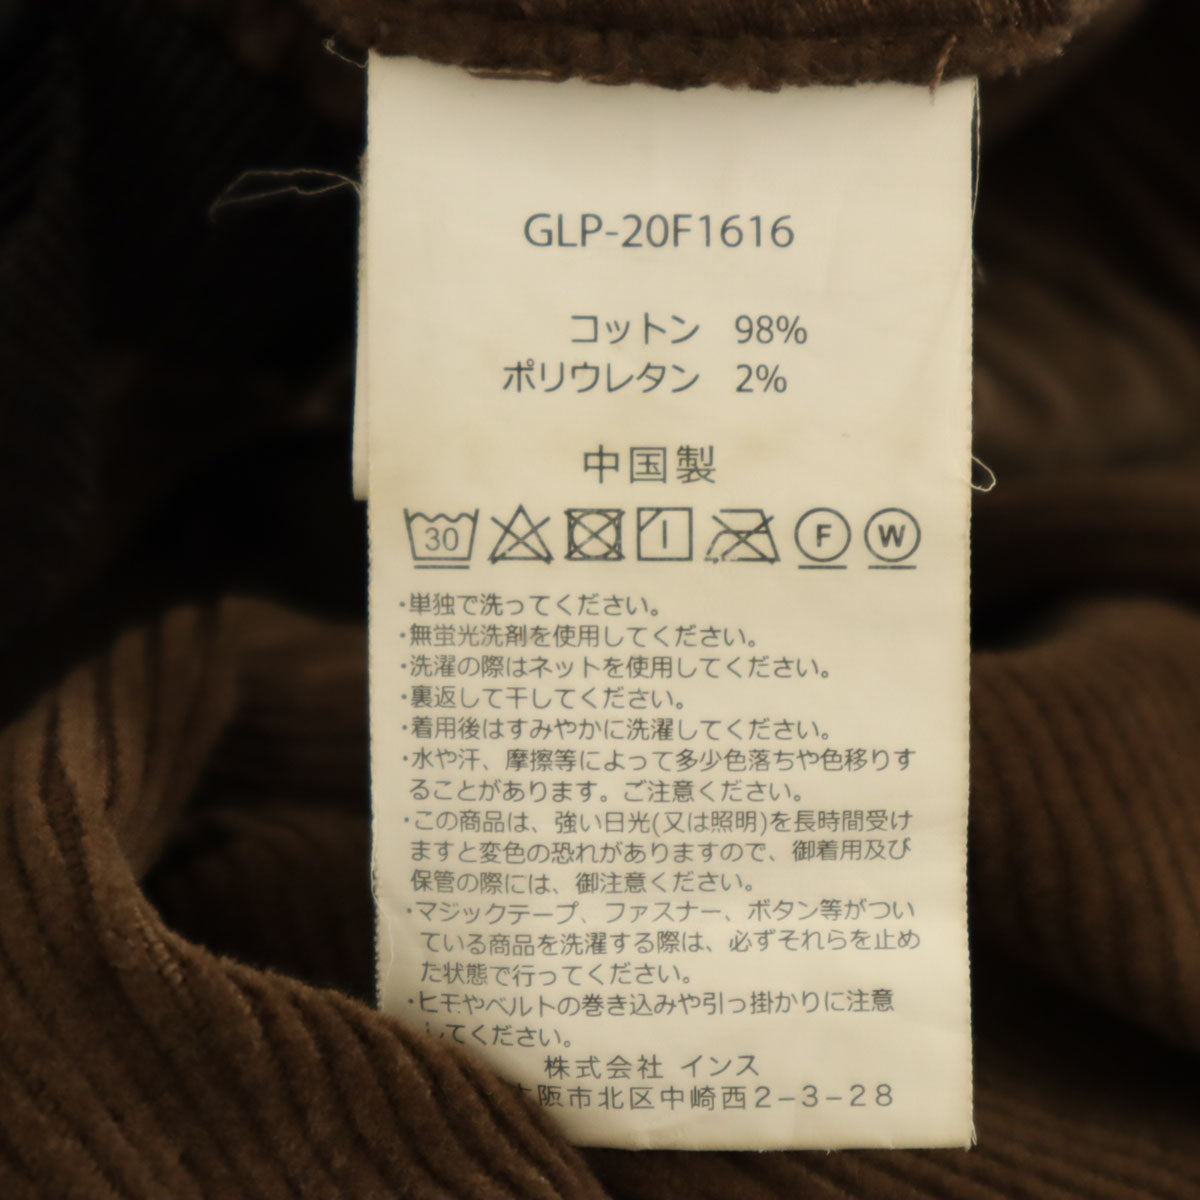 GLP-20F1616
コットン 98%
ポリウレタン 2%
中国製
30 F W
・単独で洗ってください。
・無蛍光洗剤を使用してください。
・洗濯の際はネットを使用してください。
・裏返して干してください。
・着用後はすみやかに洗濯してください。
・水や汗、摩擦等によって多少色落ちや色移りす
ることがあります。ご注意ください。
・この商品は、強い日光(又は照明)を長時間受け
ますと変色の恐れがありますので、御着用及び
保管の際には、御注意ください。
・マジックテープ、ファスナー、ボタン等がつい
ている商品を洗濯する際は、必ずそれらを止め
た状態で行ってください。
・ヒモやベルトの巻き込みや引っ掛かりに注意
してください。
株式会社 インス
阪市北区中崎西2-3-28